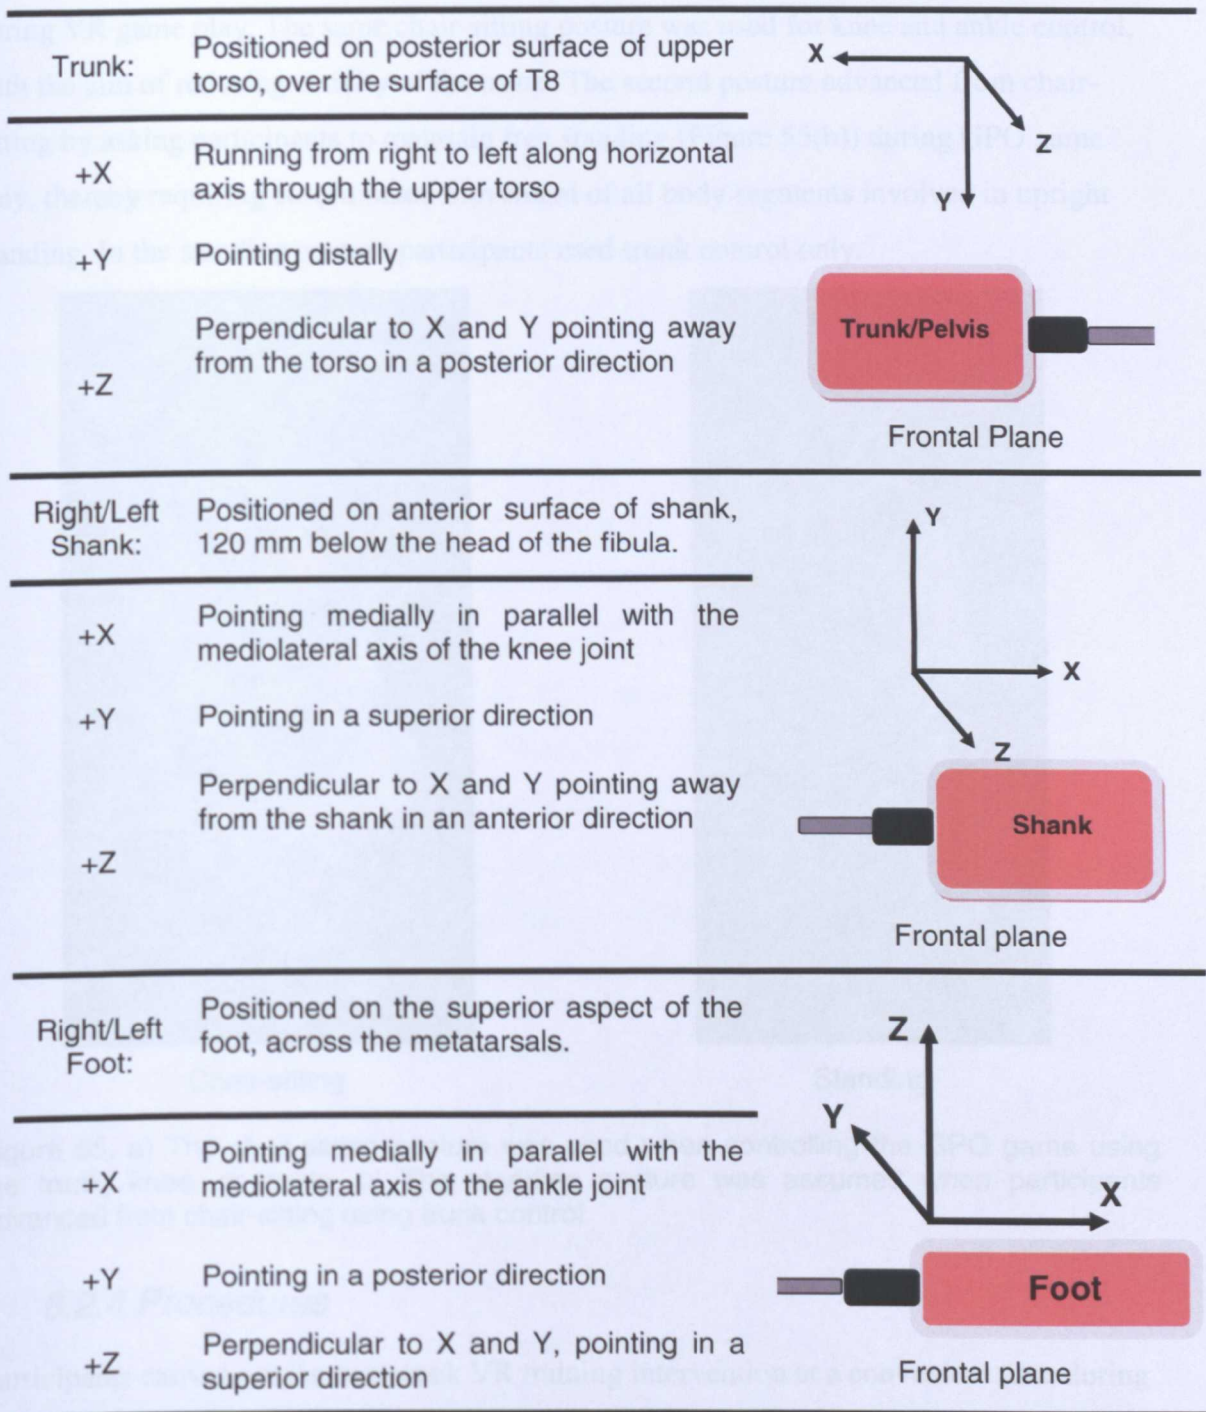 Trunk:
Positioned on posterior surface of upper
torso, over the surface of T8
+X
Running from right to left along horizontal
axis through the upper torso
+Y
Pointing distally
+Z
Perpendicular to X and Y pointing away
from the torso in a posterior direction
X
Z
Y
Trunk/Pelvis
Frontal Plane
Right/Left
Shank:
Positioned on anterior surface of shank,
120 mm below the head of the fibula.
+X
Pointing medially in parallel with the
mediolateral axis of the knee joint
+Y
Pointing in a superior direction
+Z
Perpendicular to X and Y pointing away
from the shank in an anterior direction
Y
X
Z
Shank
Frontal plane
Right/Left
Foot:
Positioned on the superior aspect of the
foot, across the metatarsals.
+X
Pointing medially in parallel with the
mediolateral axis of the ankle joint
+Y
Pointing in a posterior direction
+Z
Perpendicular to X and Y, pointing in a
superior direction
Z
Y
X
Foot
Frontal plane
Standing